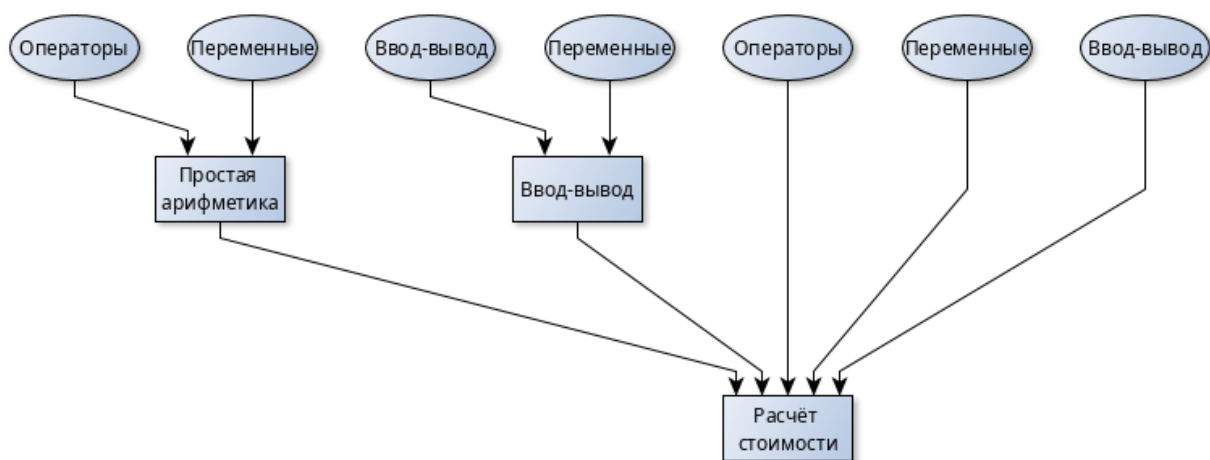 Операторы
Переменные
Ввод-вывод
Переменные
Операторы
Переменные
Ввод-вывод
Простая
арифметика
Ввод-вывод
Расчёт
стоимости